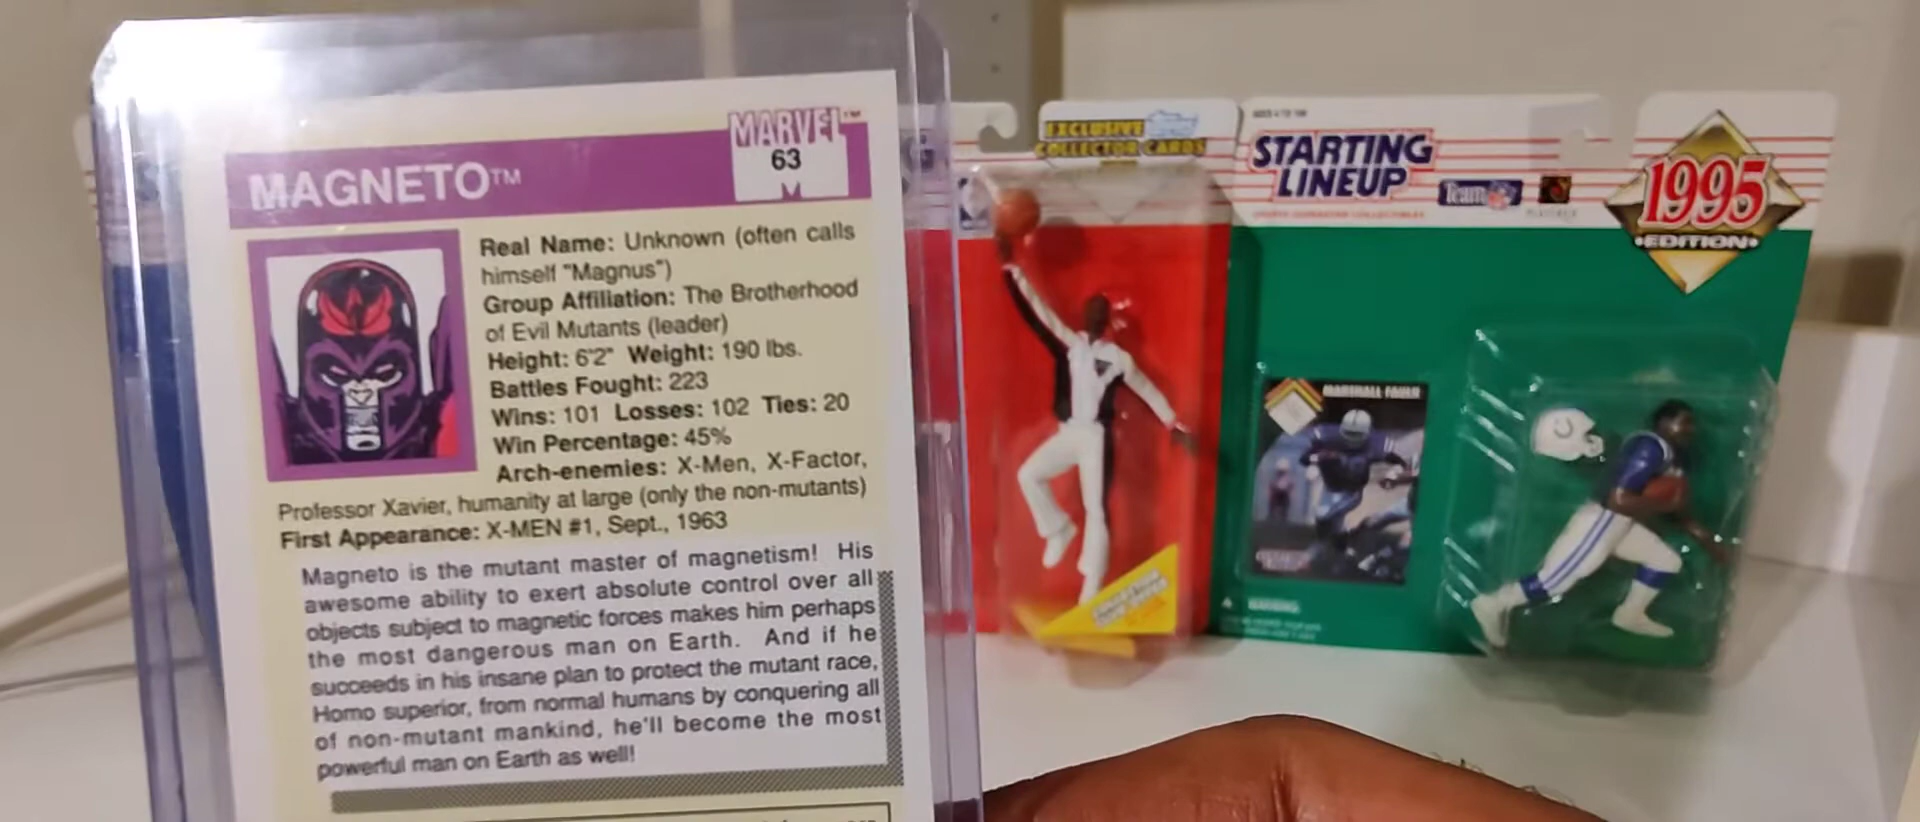 MARVEL™
63
MAGNETO™
Real Name: Unknown (often calls
himself "Magnus")
Group Affiliation: The Brotherhood
of Evil Mutants (leader)
Height: 6'2" Weight: 190 lbs.
Battles Fought: 223
Wins: 101 Losses: 102 Ties: 20
Win Percentage: 45%
Arch-enemies: X-Men, X-Factor,
Professor Xavier, humanity at large (only the non-mutants)
First Appearance: X-MEN #1, Sept., 1963
Magneto is the mutant master of magnetism! His
awesome ability to exert absolute control over all
objects subject to magnetic forces makes him perhaps
the most dangerous man on Earth. And if he
succeeds in his insane plan to protect the mutant race,
Homo superior, from normal humans by conquering all
of non-mutant mankind, he'll become the most
powerful man on Earth as well!
EXCLUSIVE
COLLECTOR CARDS
STARTING
LINEUP
Team NFL
1995
EDITION
MARSHALL FAULK
WARNING: